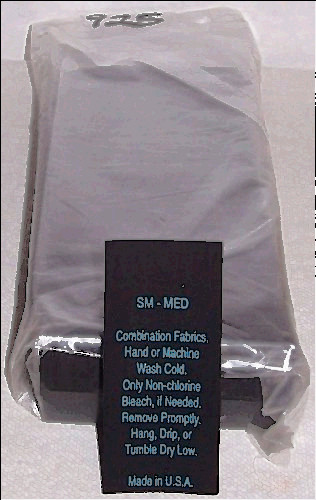 925
SM - MED
Combination Fabrics.
Hand or Machine
Wash Cold.
Only Non-chlorine
Bleach, if Needed.
Remove Promptly.
Hang, Drip, or
Tumble Dry Low.
Made in U.S.A.